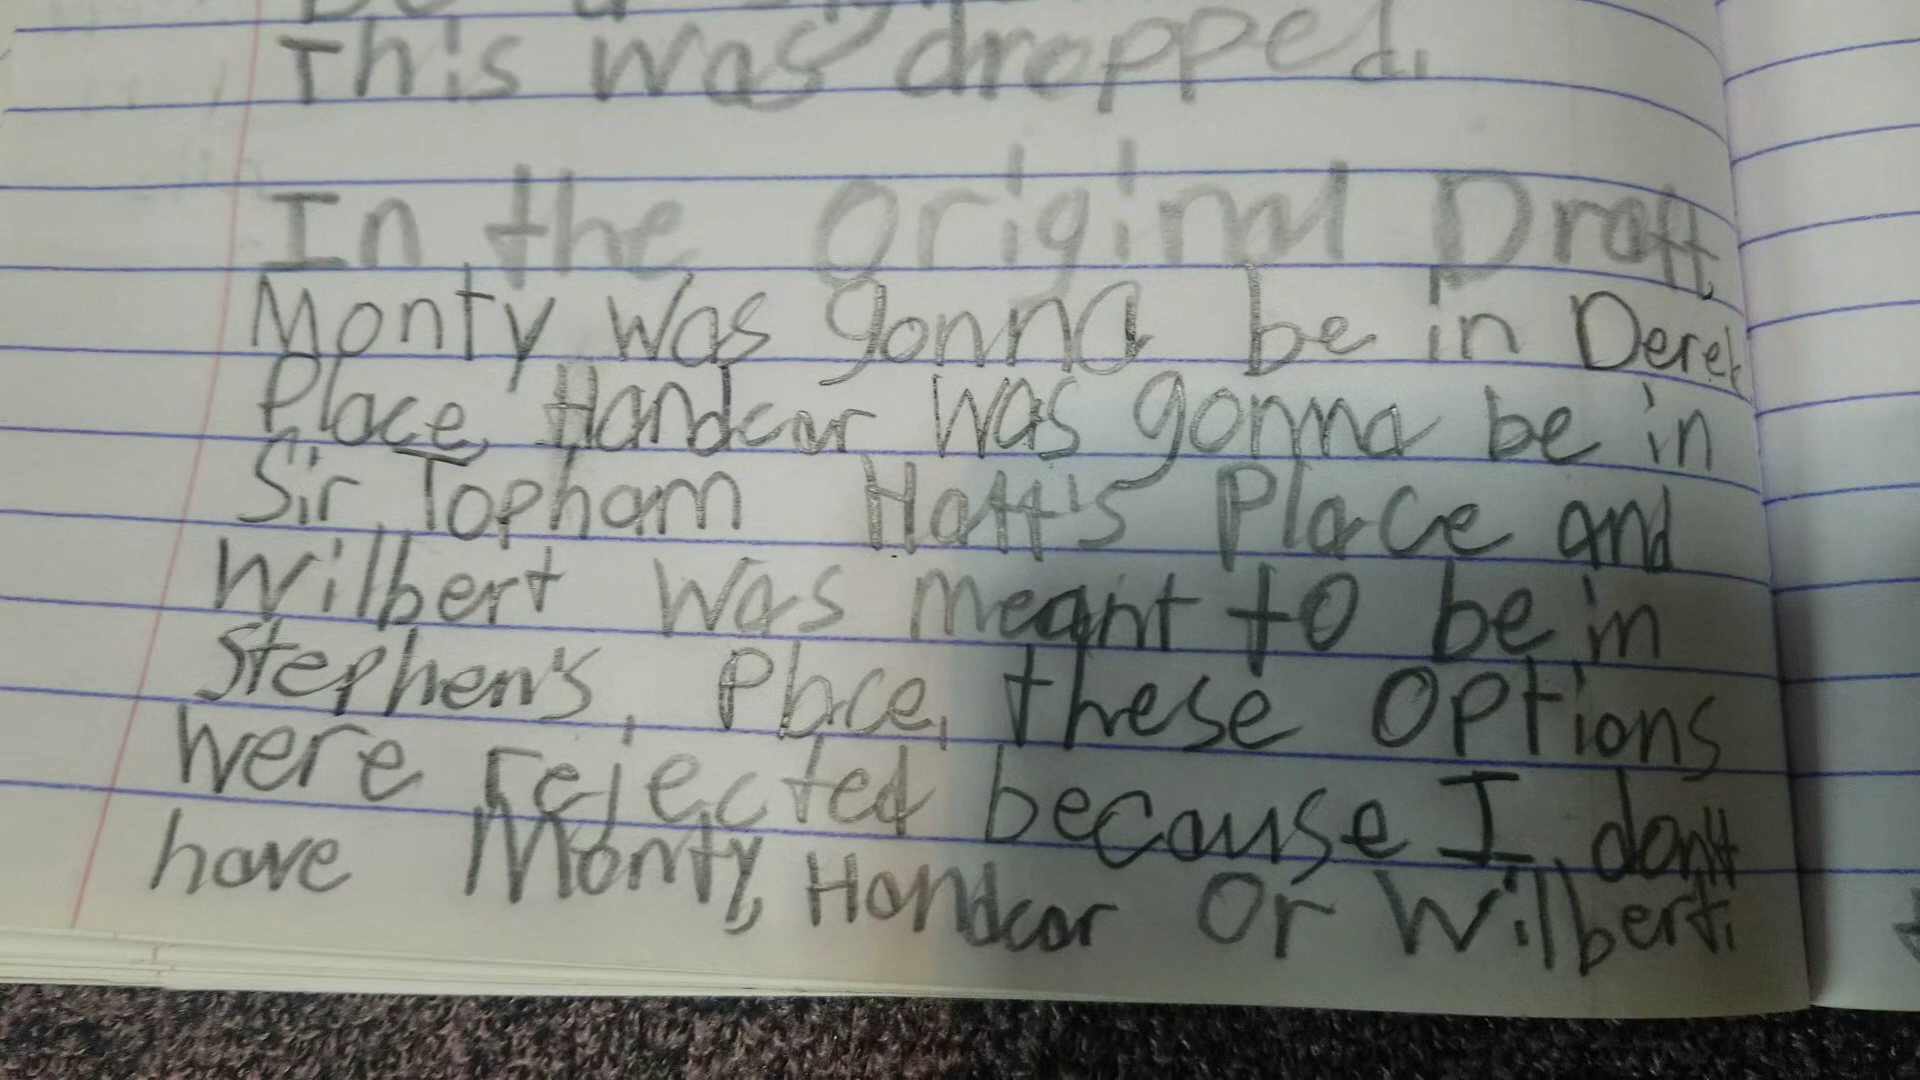 This was dropped.
In the Original Draft,
Monty was gonna be in Derek
Place, Handcar was gonna be in
Sir Topham Hatt's Place and
Wilbert was meant to be in
Stephen's Place, these options
were rejected because I don't
have Monty, Handcar or Wilbert.